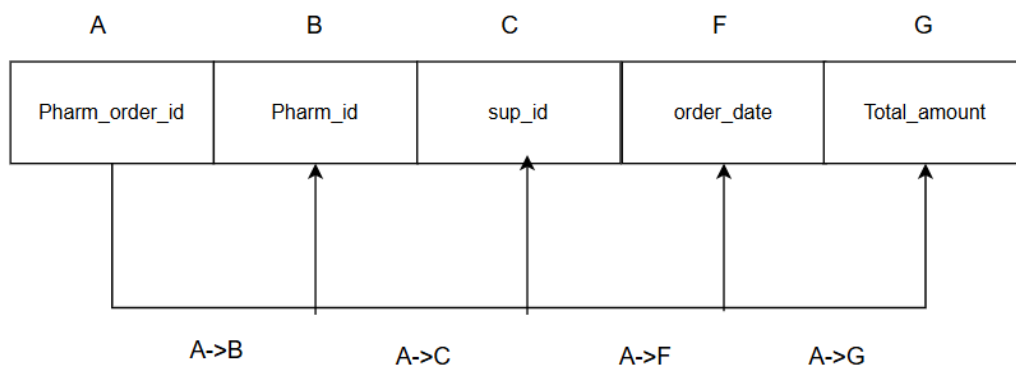 A B C F G
Pharm_order_id Pharm_id sup_id order_date Total_amount
A->B A->C A->F A->G